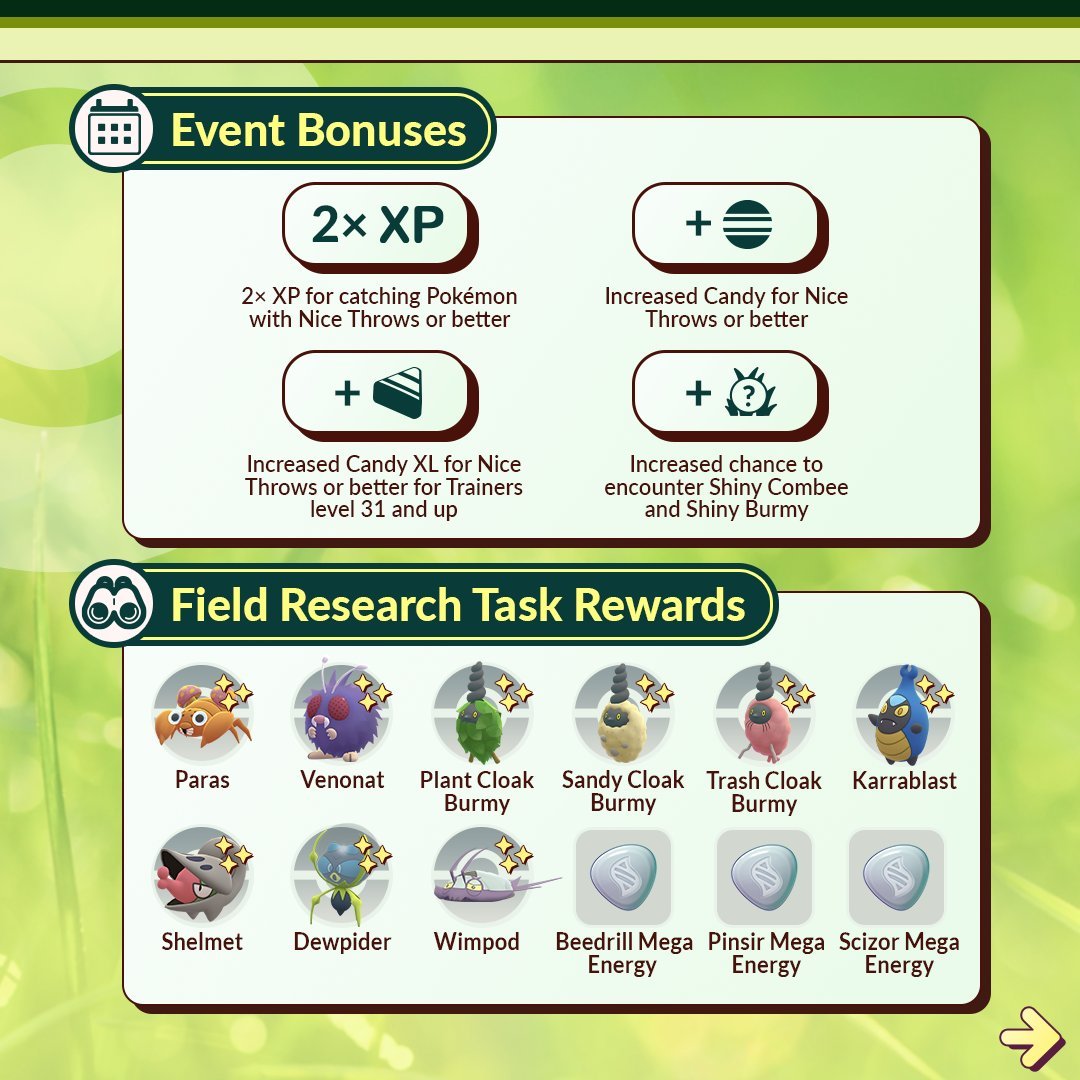 Event Bonuses
2× XP
+
2× XP for catching Pokémon
with Nice Throws or better
Increased Candy for Nice
Throws or better
+
+ ?
Increased Candy XL for Nice
Throws or better for Trainers
level 31 and up
Increased chance to
encounter Shiny Combee
and Shiny Burmy
Field Research Task Rewards
Paras
Venonat
Plant Cloak
Burmy
Sandy Cloak
Burmy
Trash Cloak
Burmy
Karrablast
Shelmet
Dewpider
Wimpod
Beedrill Mega
Energy
Pinsir Mega
Energy
Scizor Mega
Energy